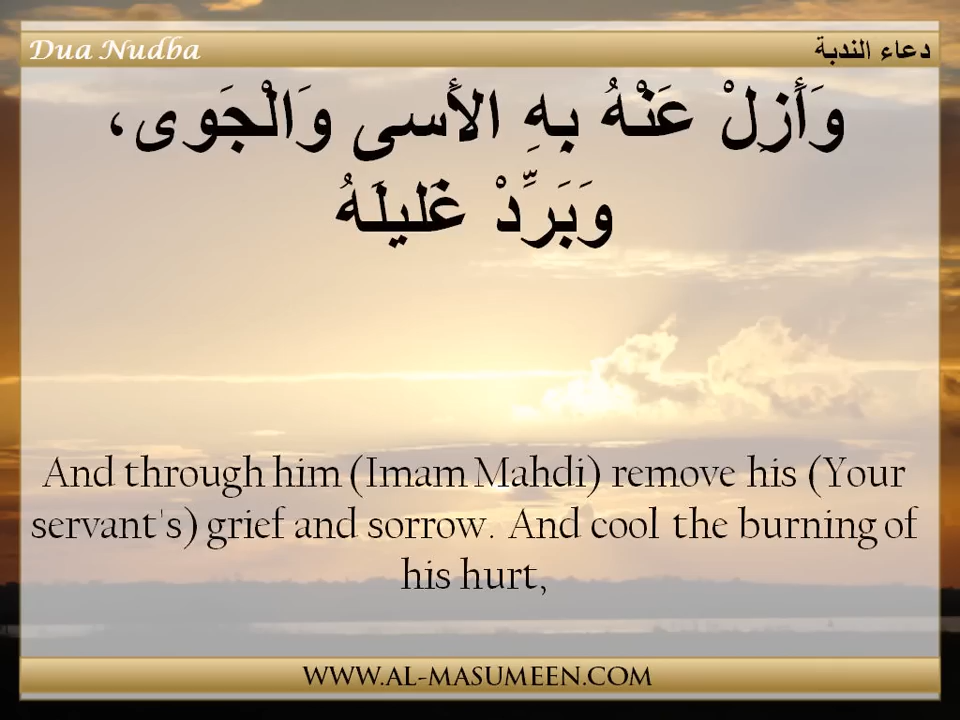 Dua Nudba
دعاء الندبة
وَأَزِلْ عَنْهُ بِهِ الأَسى وَالْجَوى،
وَبَرِّدْ غَليلَهُ
And through him (Imam Mahdi) remove his (Your
servant's) grief and sorrow. And cool the burning of
his hurt,
WWW.AL-MASUMEEN.COM